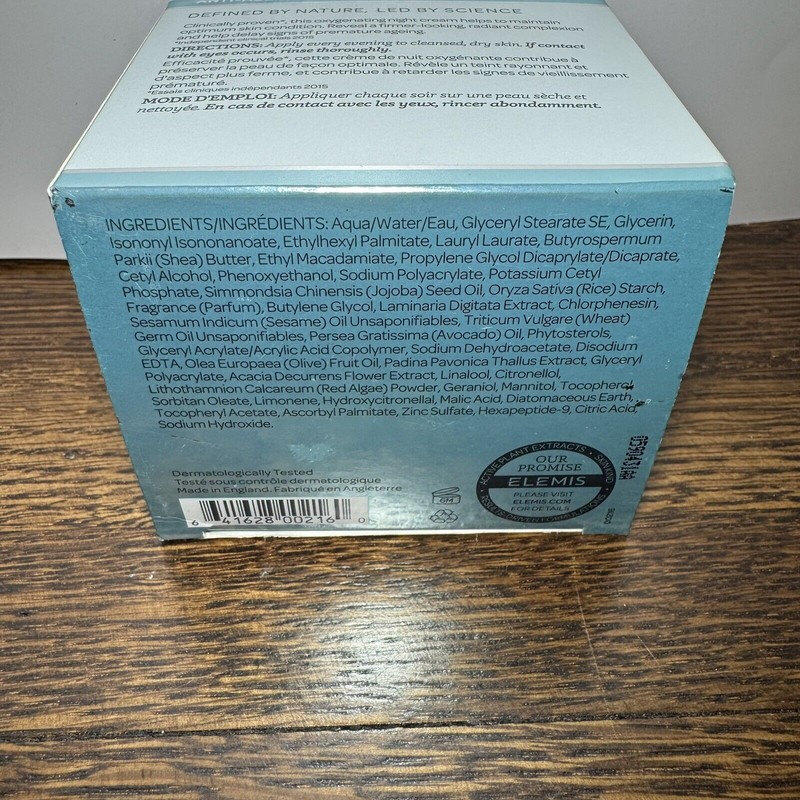 DEFINED BY NATURE, LED BY SCIENCE
Clinically proven*, this oxygenating night cream helps to maintain
optimum skin condition. Reveal a firmer-looking, radiant complexion
and help delay signs of premature ageing.
*Independent clinical trials 2015
DIRECTIONS: Apply every evening to cleansed, dry skin. If contact
with eyes occurs, rinse thoroughly.
Efficacité prouvée*, cette crème de nuit oxygénante contribue à
préserver la peau de façon optimale. Révèle un teint rayonnant et
d'aspect plus ferme, et contribue à retarder les signes de vieillissement
prématuré.
*Essais cliniques indépendants 2015
MODE D'EMPLOI: Appliquer chaque soir sur une peau sèche et
nettoyée. En cas de contact avec les yeux, rincer abondamment.
INGREDIENTS/INGRÉDIENTS: Aqua/Water/Eau, Glyceryl Stearate SE, Glycerin,
Isononyl Isononanoate, Ethylhexyl Palmitate, Lauryl Laurate, Butyrospermum
Parkii (Shea) Butter, Ethyl Macadamiate, Propylene Glycol Dicaprylate/Dicaprate,
Cetyl Alcohol, Phenoxyethanol, Sodium Polyacrylate, Potassium Cetyl
Phosphate, Simmondsia Chinensis (Jojoba) Seed Oil, Oryza Sativa (Rice) Starch,
Fragrance (Parfum), Butylene Glycol, Laminaria Digitata Extract, Chlorphenesin,
Sesamum Indicum (Sesame) Oil Unsaponifiables, Triticum Vulgare (Wheat)
Germ Oil Unsaponifiables, Persea Gratissima (Avocado) Oil, Phytosterols,
Glyceryl Acrylate/Acrylic Acid Copolymer, Sodium Dehydroacetate, Disodium
EDTA, Olea Europaea (Olive) Fruit Oil, Padina Pavonica Thallus Extract, Glyceryl
Polyacrylate, Acacia Decurrens Flower Extract, Linalool, Citronellol,
Lithothamnion Calcareum (Red Algae) Powder, Geraniol, Mannitol, Tocopherol,
Sorbitan Oleate, Limonene, Hydroxycitronellal, Malic Acid, Diatomaceous Earth,
Tocopheryl Acetate, Ascorbyl Palmitate, Zinc Sulfate, Hexapeptide-9, Citric Acid,
Sodium Hydroxide.
Dermatologically Tested
Testé sous contrôle dermatologique
Made in England. Fabriqué en Angleterre
6 41628 00216 0
6M
ACTIVE PLANT EXTRACTS • SKIN KIND
OUR
PROMISE
ELEMIS
PLEASE VISIT
ELEMIS.COM
FOR DETAILS